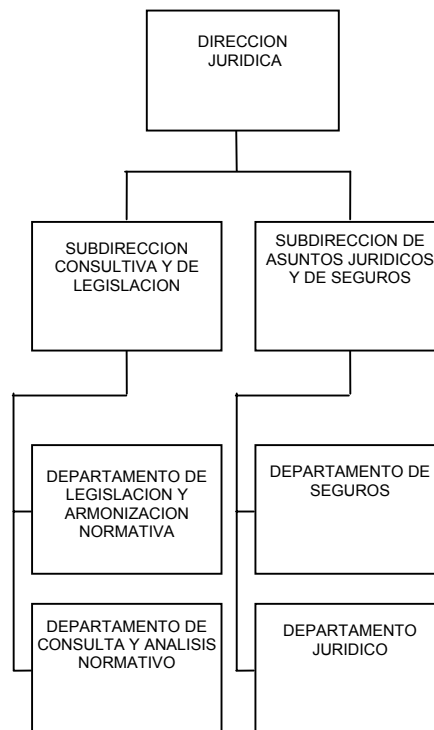 DIRECCION
JURIDICA
SUBDIRECCION
CONSULTIVA Y DE
LEGISLACION
SUBDIRECCION DE
ASUNTOS JURIDICOS
Y DE SEGUROS
DEPARTAMENTO DE
LEGISLACION Y
ARMONIZACION
NORMATIVA
DEPARTAMENTO DE
SEGUROS
DEPARTAMENTO DE
CONSULTA Y ANALISIS
NORMATIVO
DEPARTAMENTO
JURIDICO